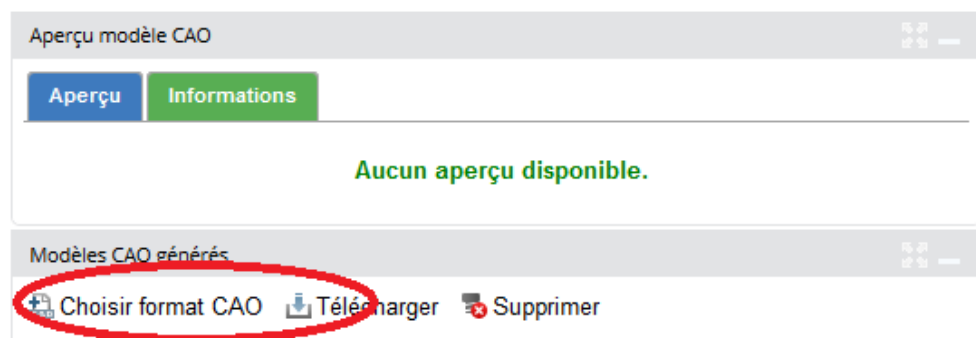 Aperçu modèle CAO
Aperçu Informations
Aucun aperçu disponible.
Modèles CAO générés
Choisir format CAO Télécharger Supprimer